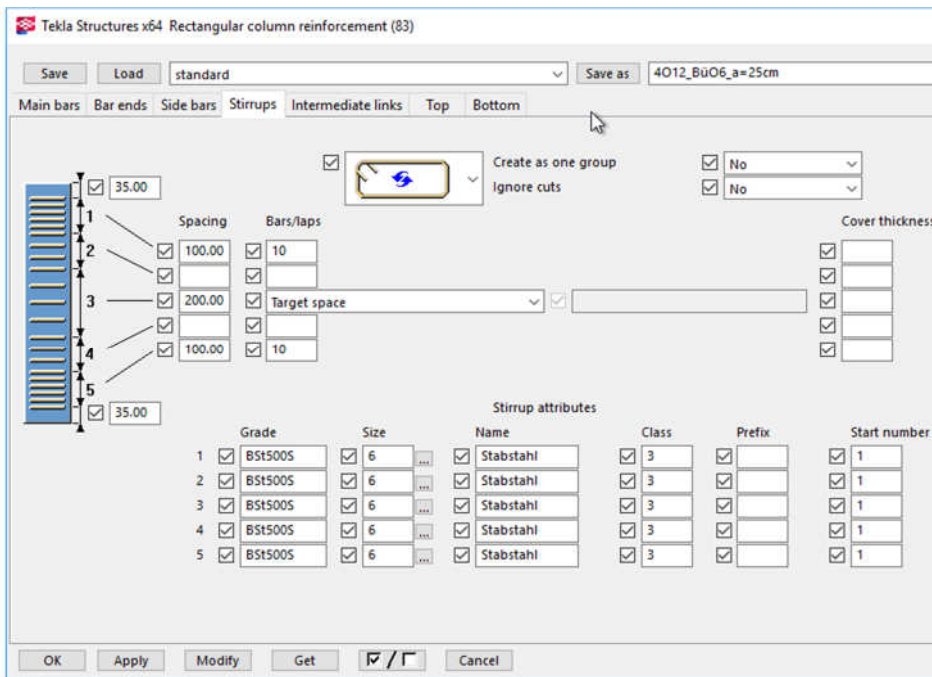 Tekla Structures x64 Rectangular column reinforcement (83)
Save Load standard Save as 4O12_BüO6_a=25cm
Main bars Bar ends Side bars Stirrups Intermediate links Top Bottom
35.00 Create as one group No
Ignore cuts No
1 Spacing Bars/laps Cover thickness
2 100.00 10
3 200.00 Target space
4 100.00 10
5
35.00
Stirrup attributes
Grade Size Name Class Prefix Start number
1 BSt500S 6 ... Stabstahl 3 1
2 BSt500S 6 ... Stabstahl 3 1
3 BSt500S 6 ... Stabstahl 3 1
4 BSt500S 6 ... Stabstahl 3 1
5 BSt500S 6 ... Stabstahl 3 1
OK Apply Modify Get / Cancel